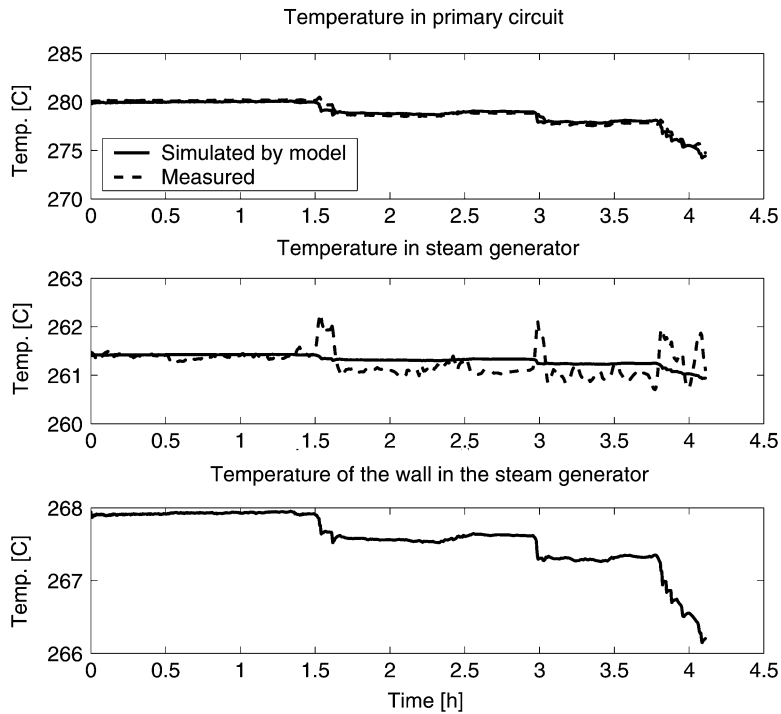 Temperature in primary circuit
285
280
275
270
Temp. [C]
Simulated by model
Measured
0 0.5 1 1.5 2 2.5 3 3.5 4 4.5
Temperature in steam generator
263
262
261
260
Temp. [C]
0 0.5 1 1.5 2 2.5 3 3.5 4 4.5
Temperature of the wall in the steam generator
268
267
266
Temp. [C]
0 0.5 1 1.5 2 2.5 3 3.5 4 4.5
Time [h]